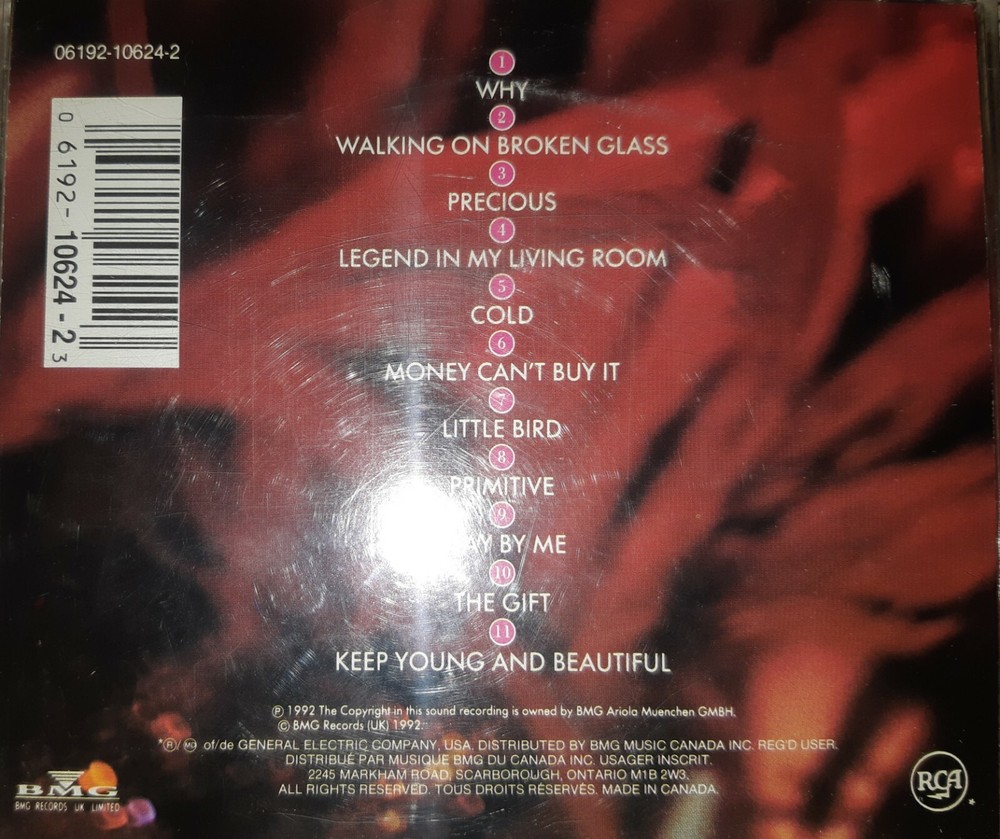 06192-10624-2
0 6192-10624-2 3
1
WHY
2
WALKING ON BROKEN GLASS
3
PRECIOUS
4
LEGEND IN MY LIVING ROOM
5
COLD
6
MONEY CAN'T BUY IT
7
LITTLE BIRD
8
PRIMITIVE
9
BY ME
10
THE GIFT
11
KEEP YOUNG AND BEAUTIFUL
℗ 1992 The Copyright in this sound recording is owned by BMG Ariola Muenchen GMBH.
© BMG Records (UK) 1992.
*®/ of/de GENERAL ELECTRIC COMPANY, USA. DISTRIBUTED BY BMG MUSIC CANADA INC. REG'D USER.
DISTRIBUÉ PAR MUSIQUE BMG DU CANADA INC. USAGER INSCRIT.
2245 MARKHAM ROAD, SCARBOROUGH, ONTARIO M1B 2W3.
ALL RIGHTS RESERVED. TOUS DROITS RÉSERVÉS. MADE IN CANADA.
BMG
BMG RECORDS UK LIMITED
RCA
*